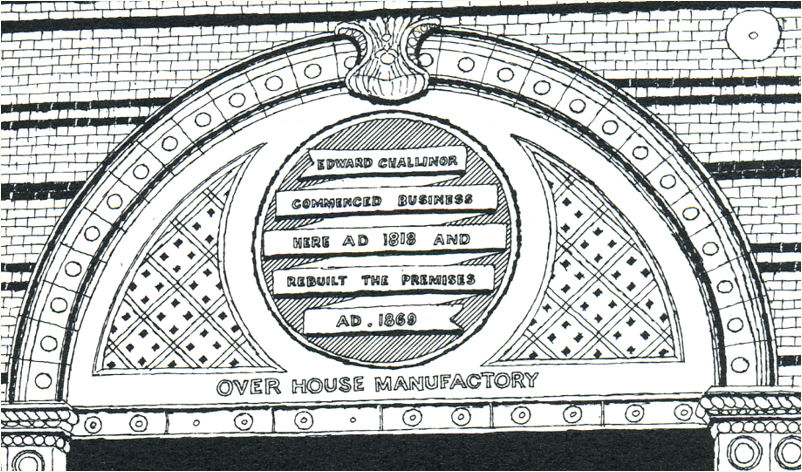 EDWARD CHALLINOR
COMMENCED BUSINESS
HERE AD 1818 AND
REBUILT THE PREMISES
AD. 1869
OVER HOUSE MANUFACTORY